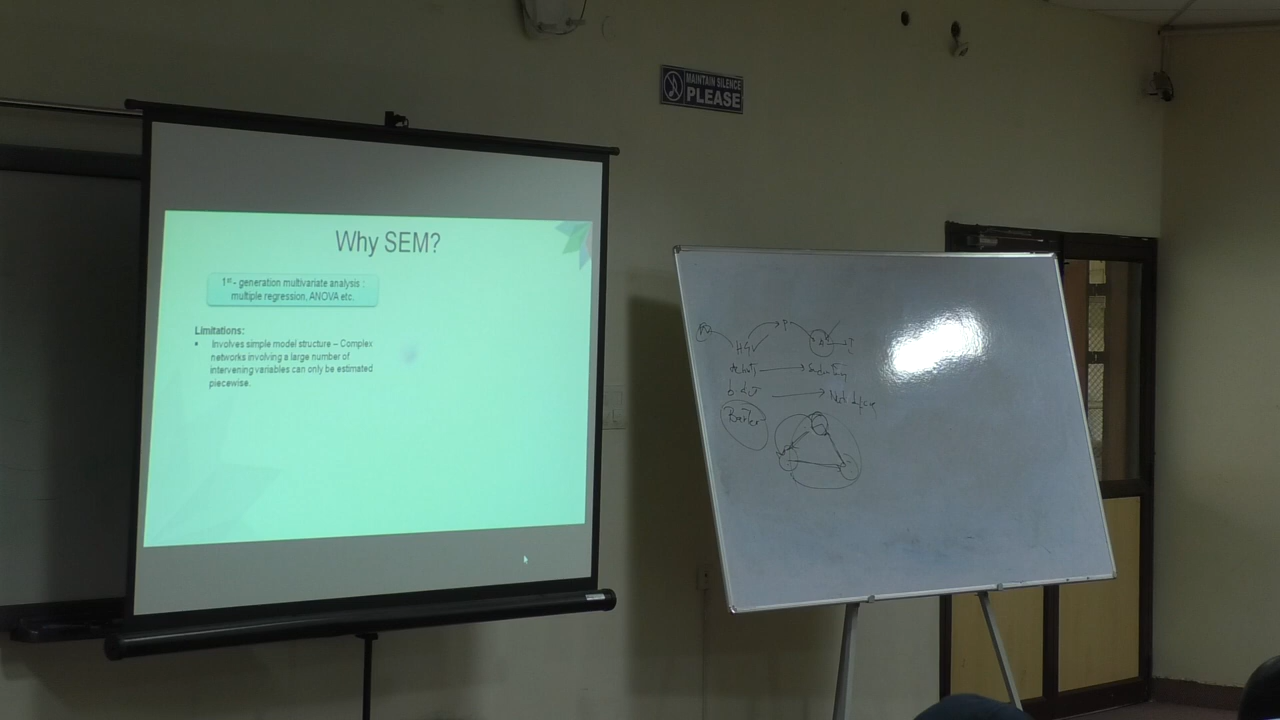 MAINTAIN SILENCE
PLEASE
Why SEM?
1st - generation multivariate analysis :
multiple regression, ANOVA etc.
Limitations:
▪ Involves simple model structure – Complex
networks involving a large number of
intervening variables can only be estimated
piecewise.
P